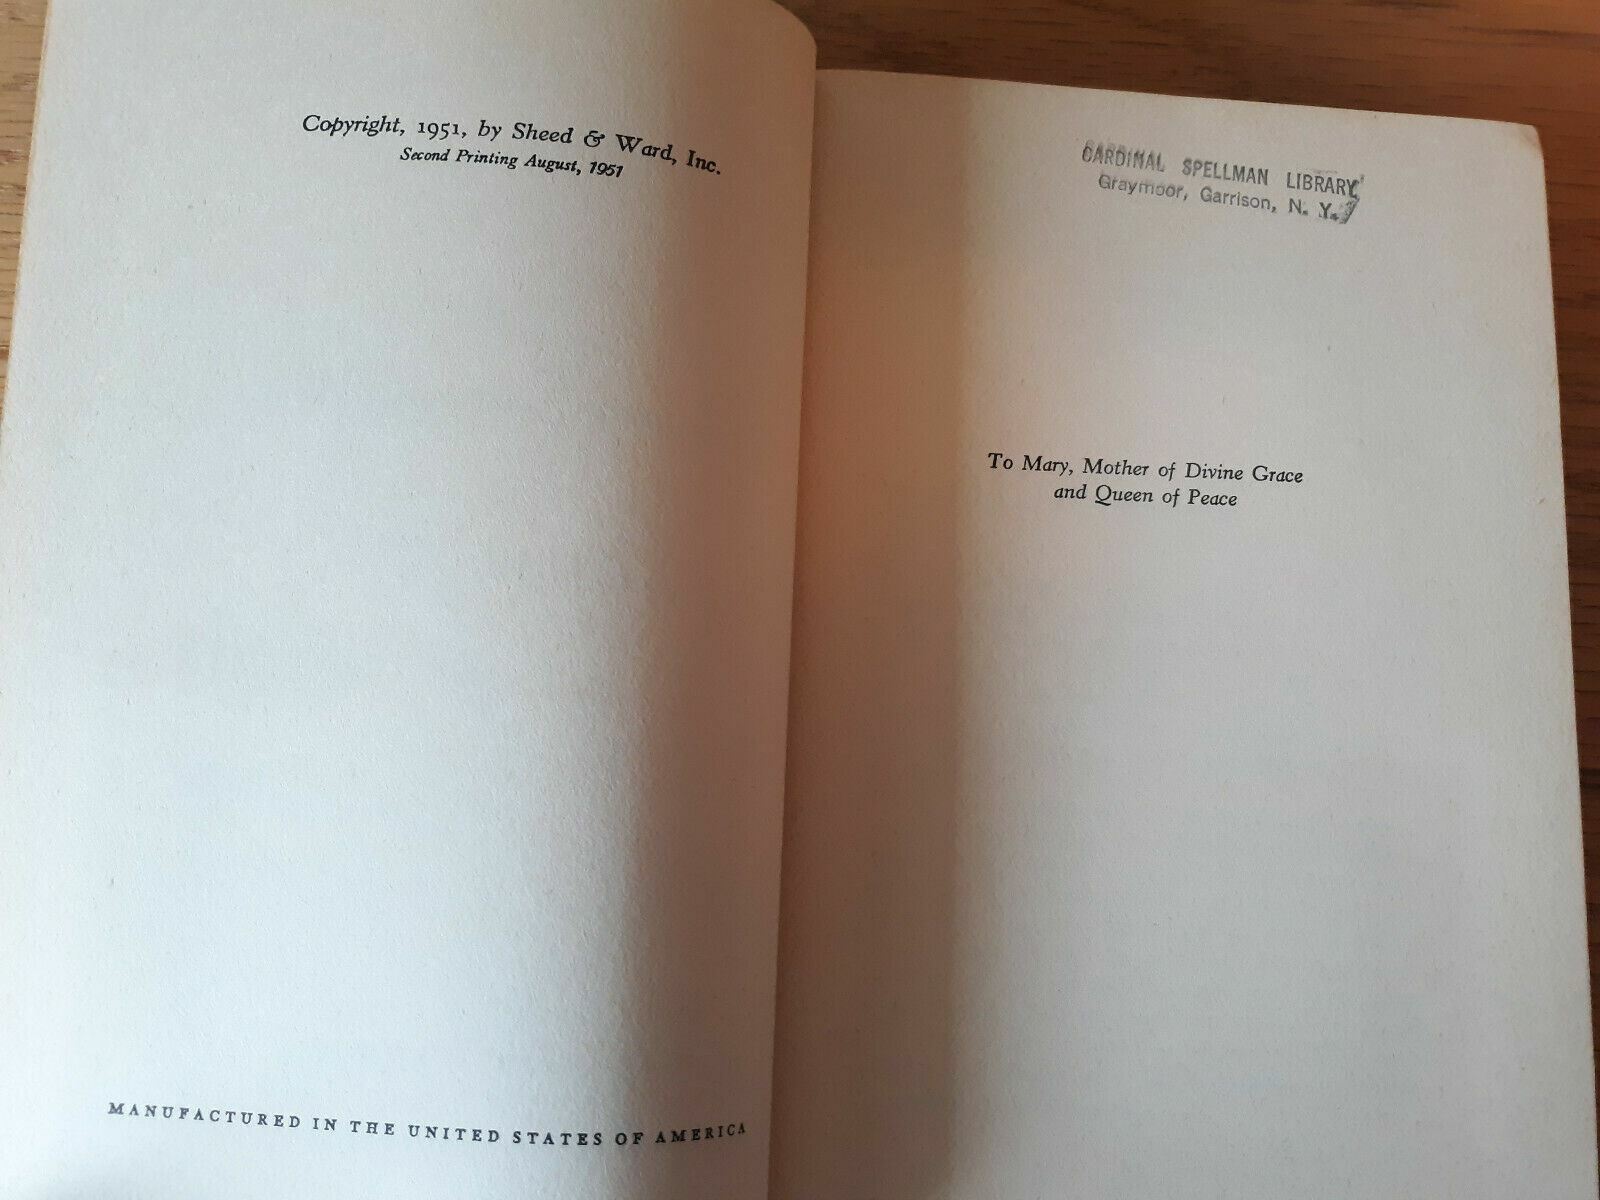 Copyright, 1951, by Sheed & Ward, Inc.
Second Printing August, 1951
MANUFACTURED IN THE UNITED STATES OF AMERICA
CARDINAL SPELLMAN LIBRARY
Graymoor, Garrison, N. Y.
To Mary, Mother of Divine Grace
and Queen of Peace